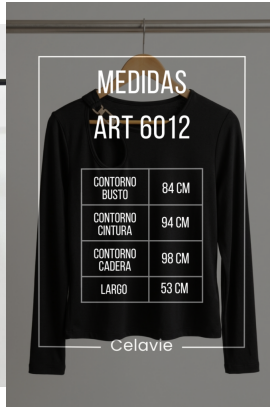 MEDIDAS
ART 6012
CONTORNO
BUSTO
84 CM
CONTORNO
CINTURA
94 CM
CONTORNO
CADERA
98 CM
LARGO
53 CM
Celavie